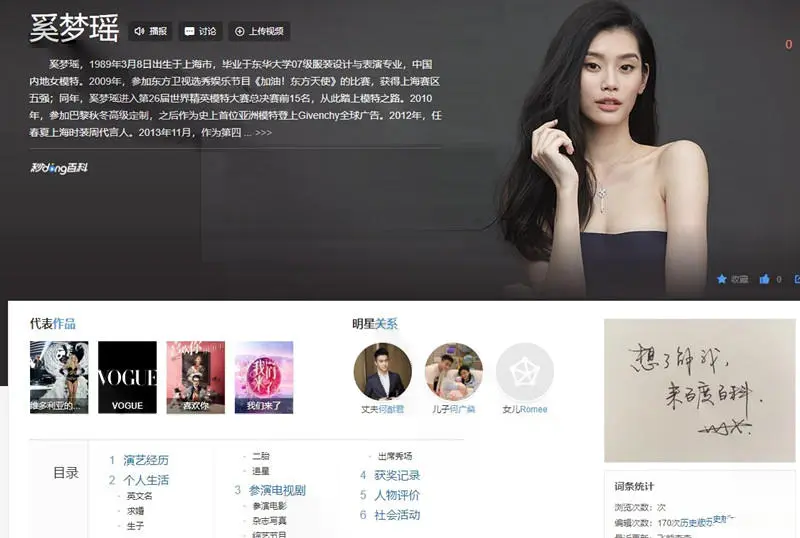 奚梦瑶
播报
讨论
上传视频
0
奚梦瑶，1989年3月8日出生于上海市，毕业于东华大学07级服装设计与表演专业，中国
内地女模特。2009年，参加东方卫视选秀娱乐节目《加油！东方天使》的比赛，获得上海赛区
五强；同年，奚梦瑶进入第26届世界精英模特大赛总决赛前15名，从此踏上模特之路。2010
年，参加巴黎秋冬高级定制，之后作为史上首位亚洲模特登上Givenchy全球广告。2012年，任
春夏上海时装周代言人。2013年11月，作为第四 ... >>>
秒dǒng百科
收藏
0
代表作品
维多利亚的...
VOGUE
VOGUE
喜欢你
喜欢你
我们来了
我们来了
明星关系
丈夫何猷君
儿子何广燊
女儿Romee
想了解我，
来百度百科.
目录
1 演艺经历
2 个人生活
· 英文名
· 求婚
· 生子
· 二胎
· 追星
3 参演电视剧
· 参演电影
· 杂志写真
· 综艺节目
· 出席秀场
4 获奖记录
5 人物评价
6 社会活动
词条统计
浏览次数：次
编辑次数：170次历史版历史版